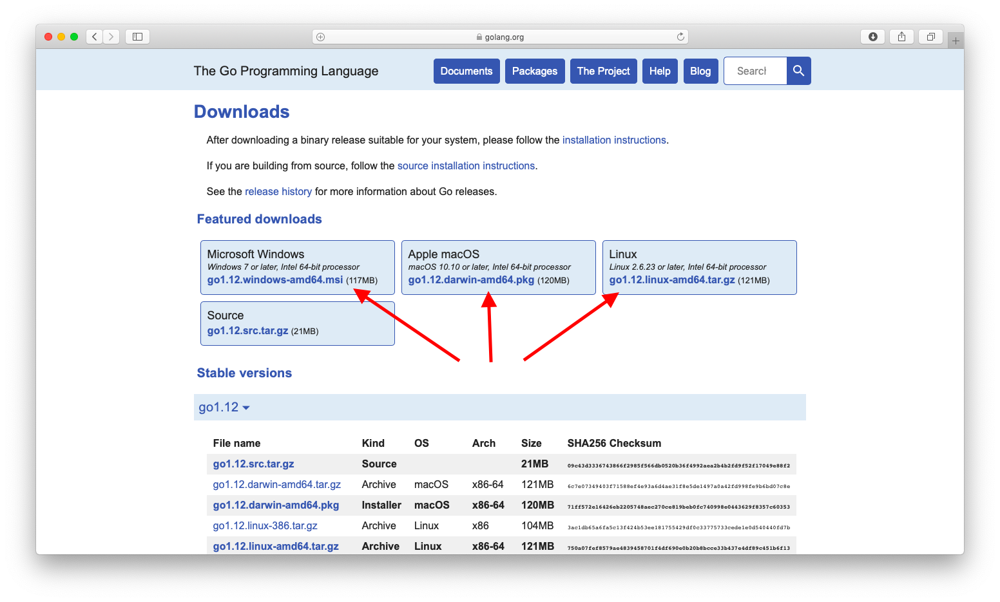 golang.org
The Go Programming Language
Documents
Packages
The Project
Help
Blog
Search
Downloads
After downloading a binary release suitable for your system, please follow the installation instructions.
If you are building from source, follow the source installation instructions.
See the release history for more information about Go releases.
Featured downloads
Microsoft Windows
Windows 7 or later, Intel 64-bit processor
go1.12.windows-amd64.msi (117MB)
Apple macOS
macOS 10.10 or later, Intel 64-bit processor
go1.12.darwin-amd64.pkg (120MB)
Linux
Linux 2.6.23 or later, Intel 64-bit processor
go1.12.linux-amd64.tar.gz (121MB)
Source
go1.12.src.tar.gz (21MB)
Stable versions
go1.12
File name Kind OS Arch Size SHA256 Checksum
go1.12.src.tar.gz Source 21MB 09c43d3336743866f2985f566db0520b36f4992aea2b4b2fd9f52f17049e88f2
go1.12.darwin-amd64.tar.gz Archive macOS x86-64 121MB 6c7e07349403f71588ef4e93a6d4ae31f8e5de1497a0a42fd998fe9b6bd07c8e
go1.12.darwin-amd64.pkg Installer macOS x86-64 120MB 71ff572e16426eb2205748aec270ce819beb0fc740998e0443629f8357c60353
go1.12.linux-386.tar.gz Archive Linux x86 104MB 3ac1db65a6fa5c13f424b53ee181755429df0c33775733cede1e0d540440fd7b
go1.12.linux-amd64.tar.gz Archive Linux x86-64 121MB 750a07fef8579ae4839458701f4df690e0b20b8bcce33b437e4df89c451b6f13